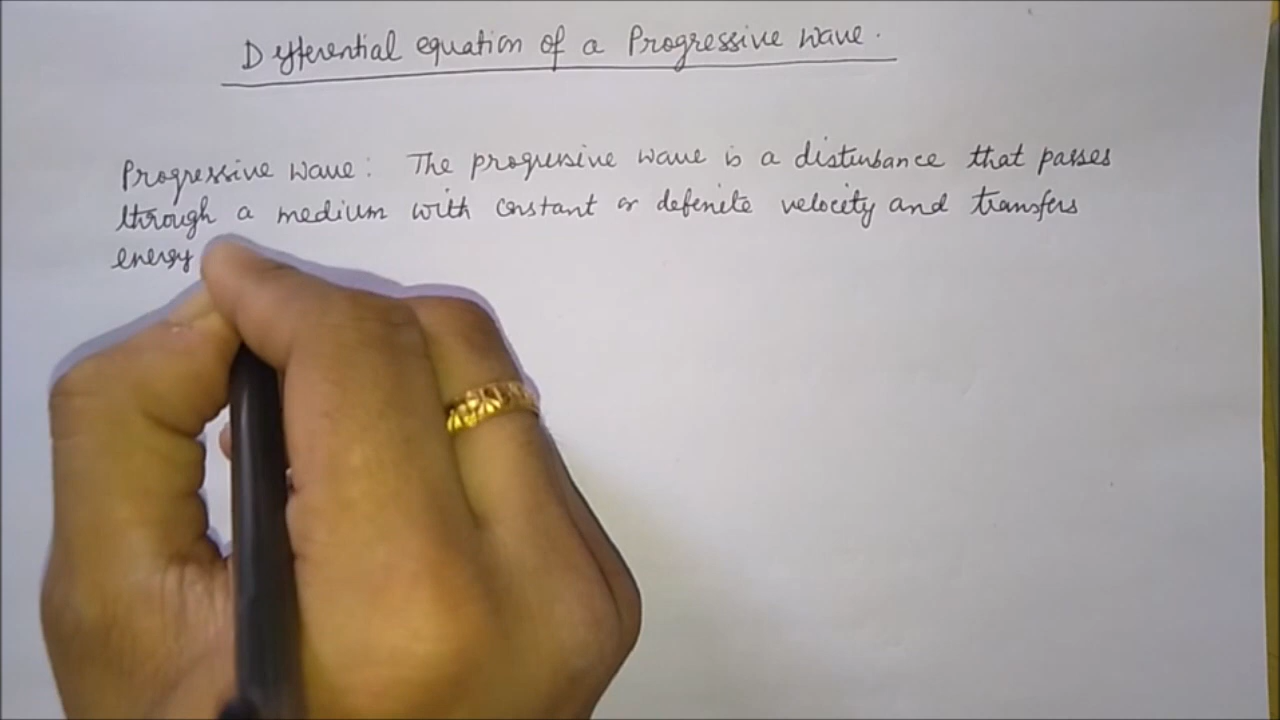 Differential equation of a Progressive wave.
Progressive wave: The progressive wave is a disturbance that passes
through a medium with constant or definite velocity and transfers
energy